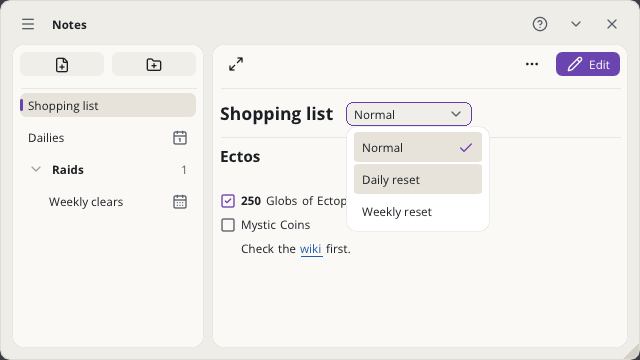 Notes
Edit
Shopping list
Dailies
Raids 1
Weekly clears
Shopping list Normal
Normal
Daily reset
Weekly reset
Ectos
250 Globs of Ectop
Mystic Coins
Check the wiki first.